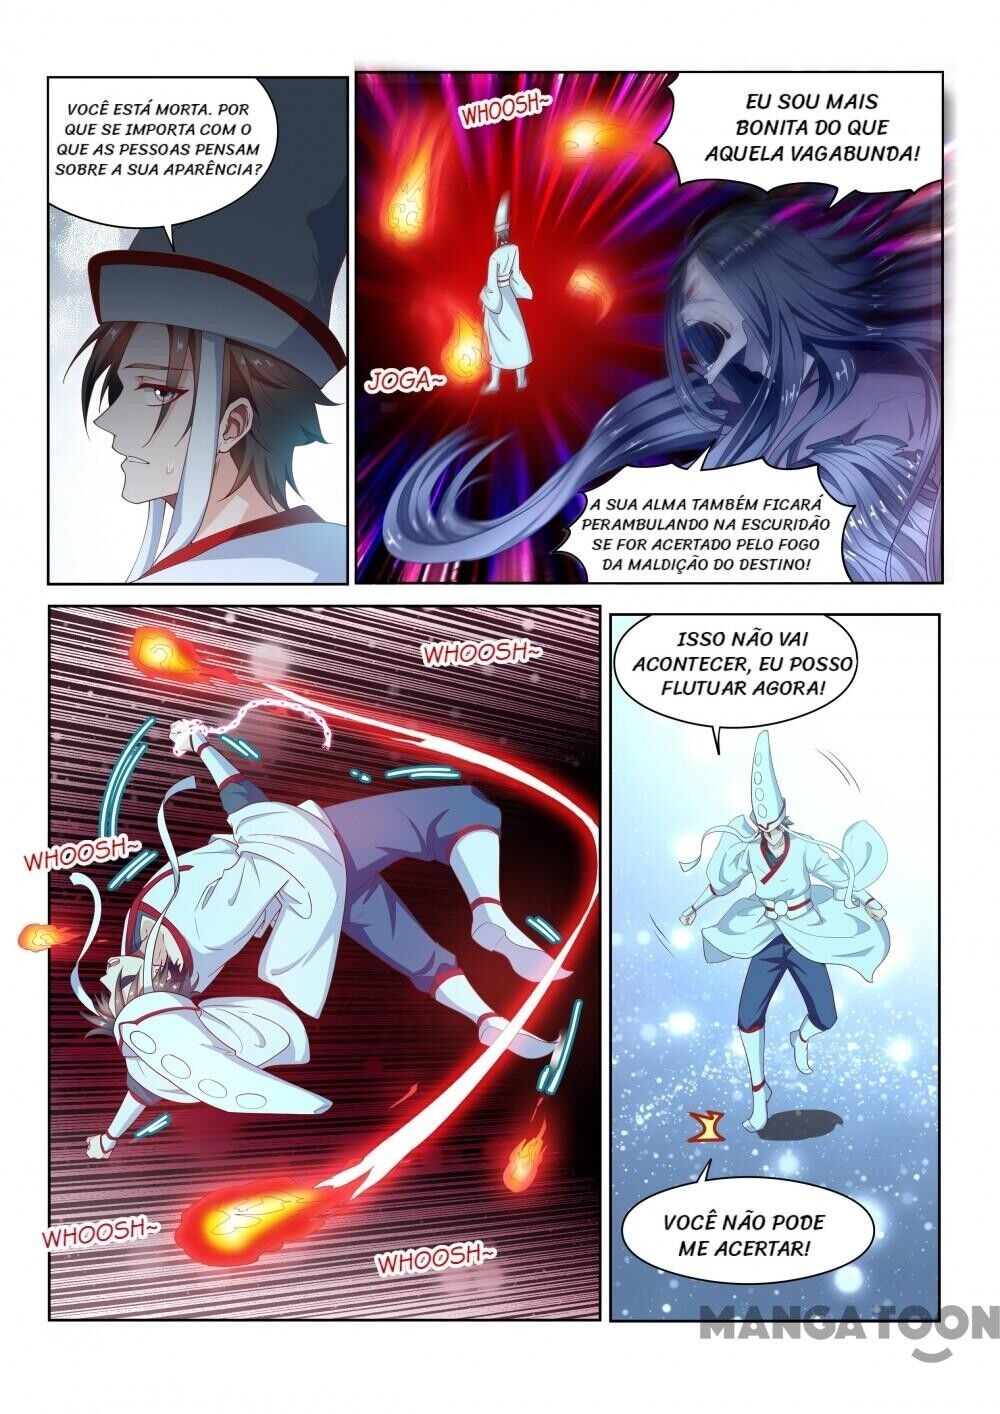 VOCÊ ESTÁ MORTA. POR
QUE SE IMPORTA COM O
QUE AS PESSOAS PENSAM
SOBRE A SUA APARÊNCIA?
WHOOSH~
EU SOU MAIS
BONITA DO QUE
AQUELA VAGABUNDA!
JOGA~
A SUA ALMA TAMBÉM FICARÁ
PERAMBULANDO NA ESCURIDÃO
SE FOR ACERTADO PELO FOGO
DA MALDIÇÃO DO DESTINO!
WHOOSH~
WHOOSH~
WHOOSH~
WHOOSH~
ISSO NÃO VAI
ACONTECER, EU POSSO
FLUTUAR AGORA!
VOCÊ NÃO PODE
ME ACERTAR!
MANGATOON